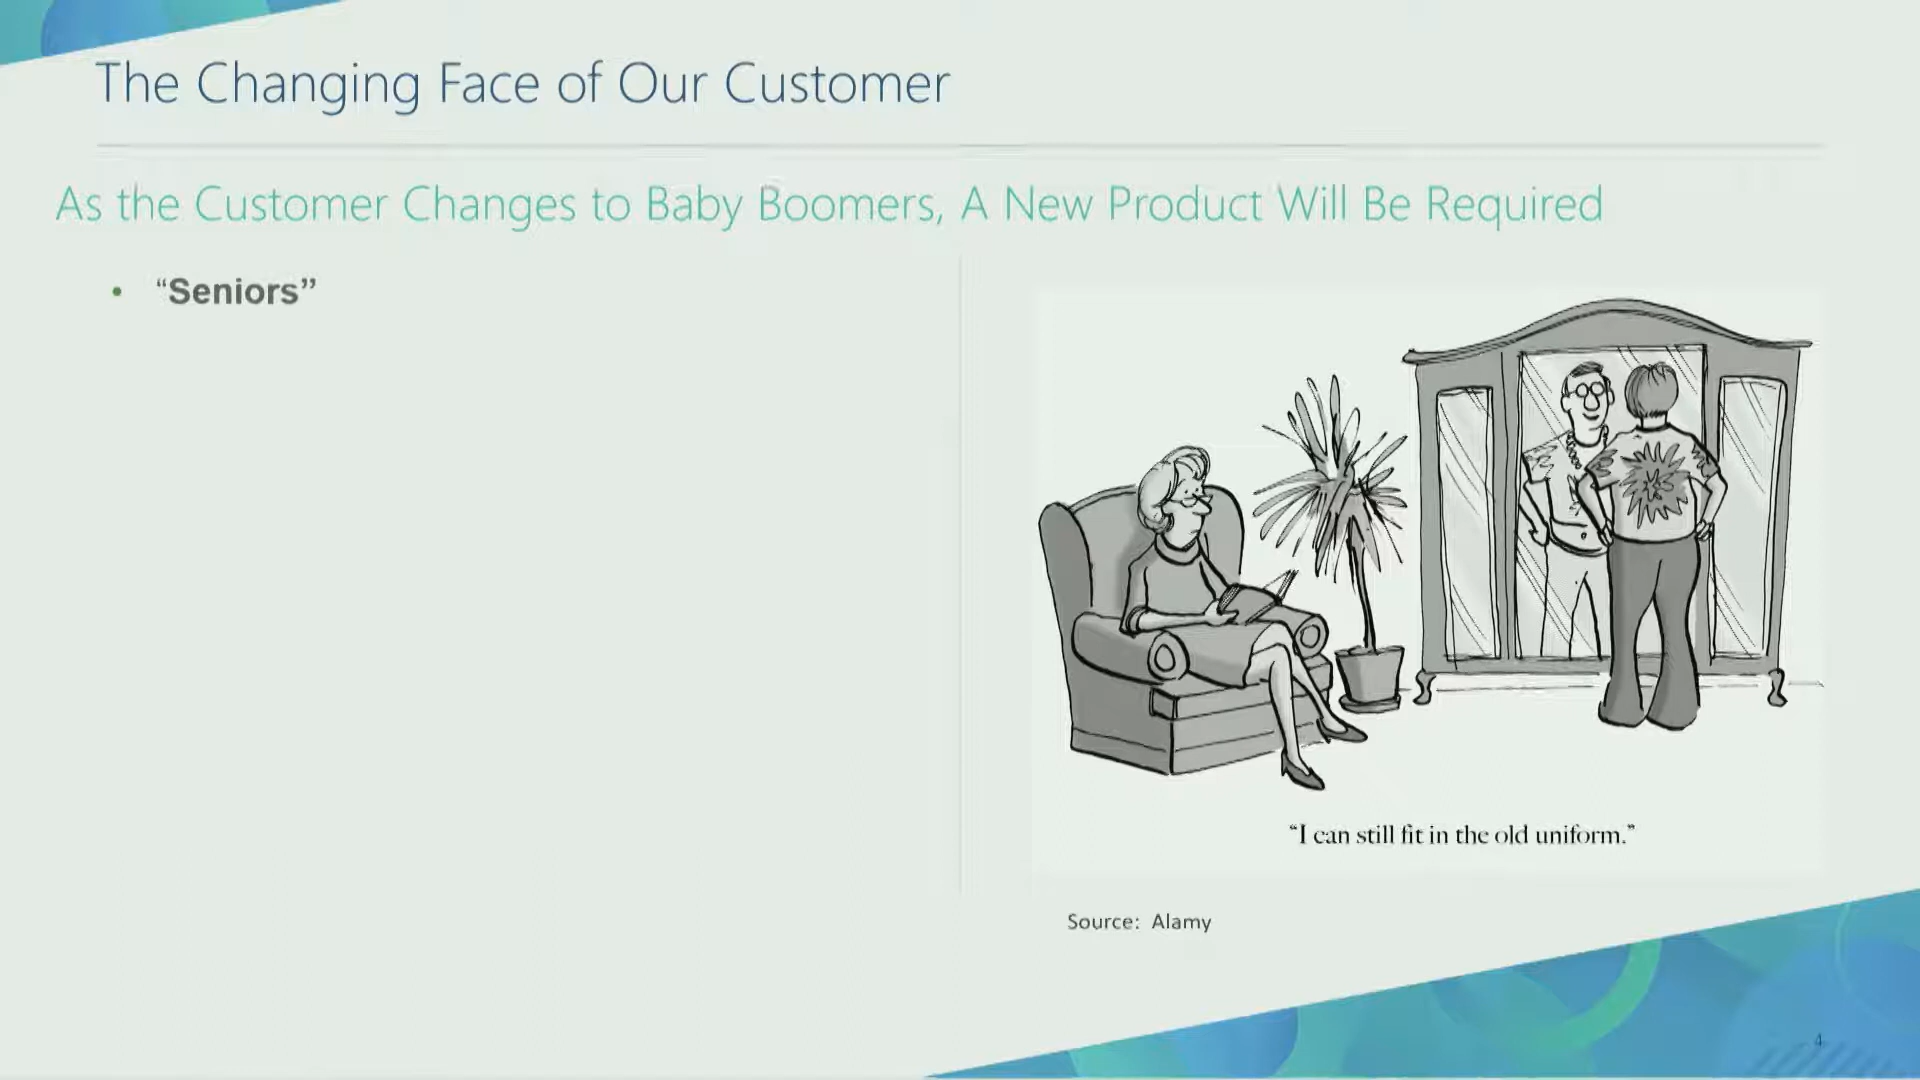 The Changing Face of Our Customer
As the Customer Changes to Baby Boomers, A New Product Will Be Required
• “Seniors”
“I can still fit in the old uniform.”
Source: Alamy
4